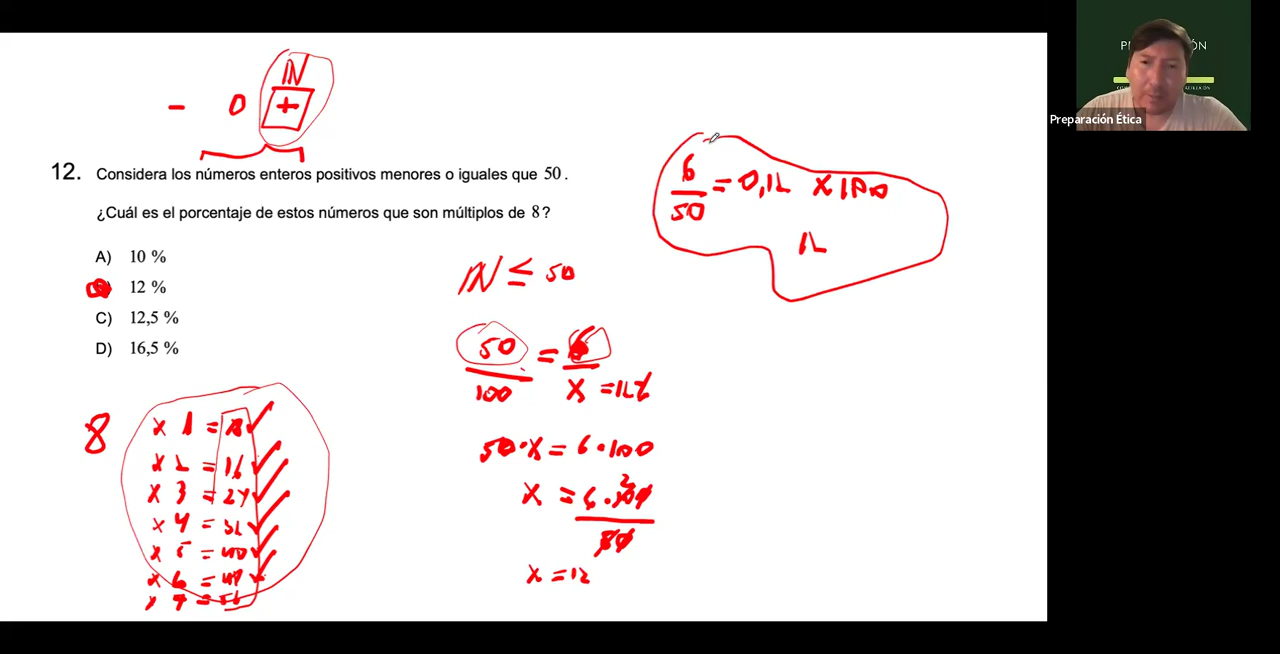 IN
- 0 +
12. Considera los números enteros positivos menores o iguales que 50.
¿Cuál es el porcentaje de estos números que son múltiplos de 8?
A) 10 %
12 %
C) 12,5 %
D) 16,5 %
8
x 1 = 8
x 2 = 16
x 3 = 24
x 4 = 32
x 5 = 40
x 6 = 48
x 7 = 56
IN ≤ 50
50/100 = 6/x = 12%
50 · x = 6 · 100
x = 6 · 100 / 50
2
x = 12
6/50 = 0,12 x 100
12
Preparación Ética